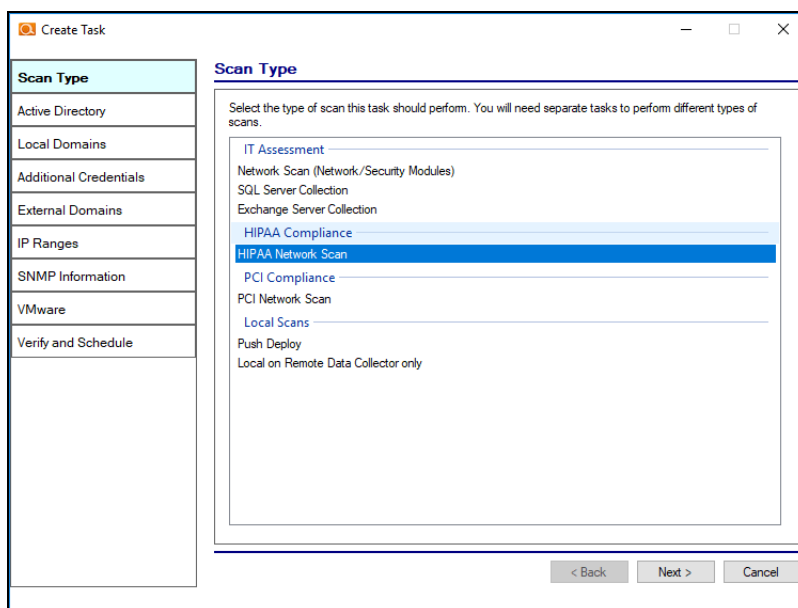 Create Task
Scan Type
Active Directory
Local Domains
Additional Credentials
External Domains
IP Ranges
SNMP Information
VMware
Verify and Schedule
Scan Type
Select the type of scan this task should perform. You will need separate tasks to perform different types of
scans.
IT Assessment
Network Scan (Network/Security Modules)
SQL Server Collection
Exchange Server Collection
HIPAA Compliance
HIPAA Network Scan
PCI Compliance
PCI Network Scan
Local Scans
Push Deploy
Local on Remote Data Collector only
< Back Next > Cancel